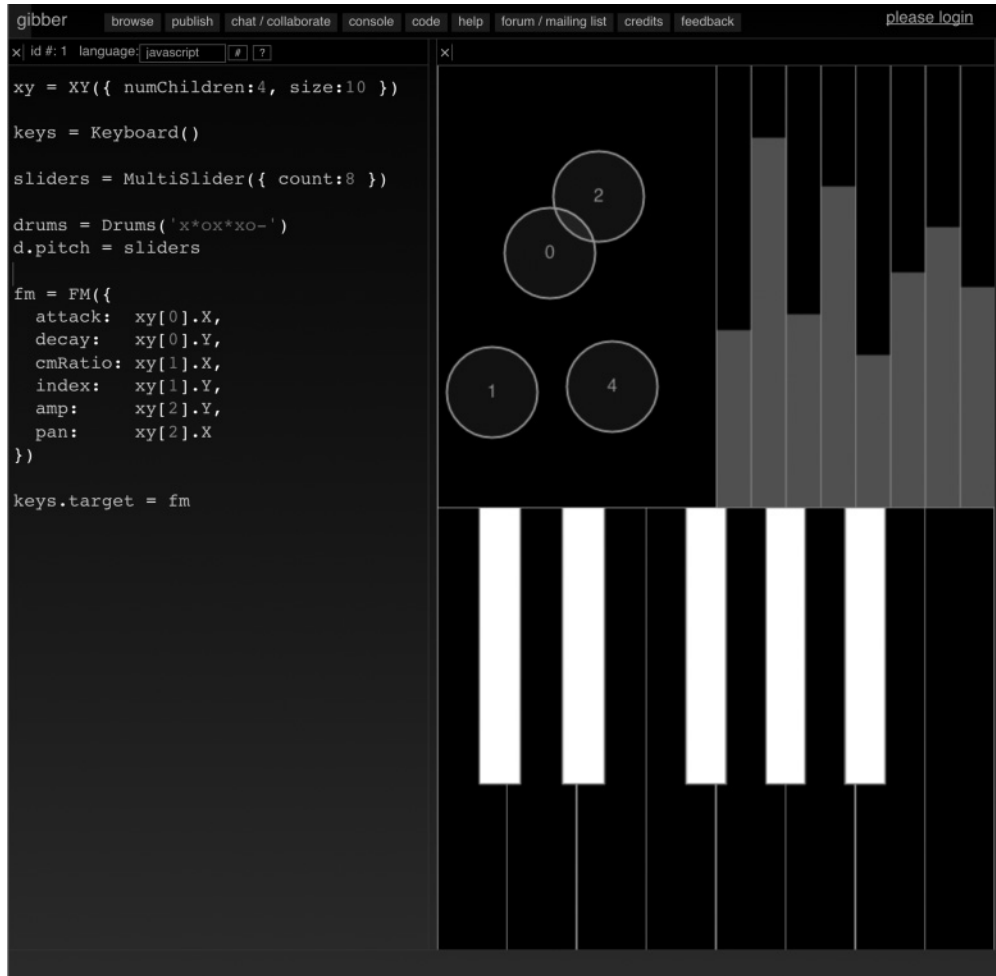 gibber browse publish chat / collaborate console code help forum / mailing list credits feedback please login
× id #: 1 language: javascript # ?
×
xy = XY({ numChildren:4, size:10 })
keys = Keyboard()
sliders = MultiSlider({ count:8 })
drums = Drums('x*ox*xo-')
d.pitch = sliders
fm = FM({
  attack:  xy[0].X,
  decay:   xy[0].Y,
  cmRatio: xy[1].X,
  index:   xy[1].Y,
  amp:     xy[2].Y,
  pan:     xy[2].X
})
keys.target = fm
2
0
1
4